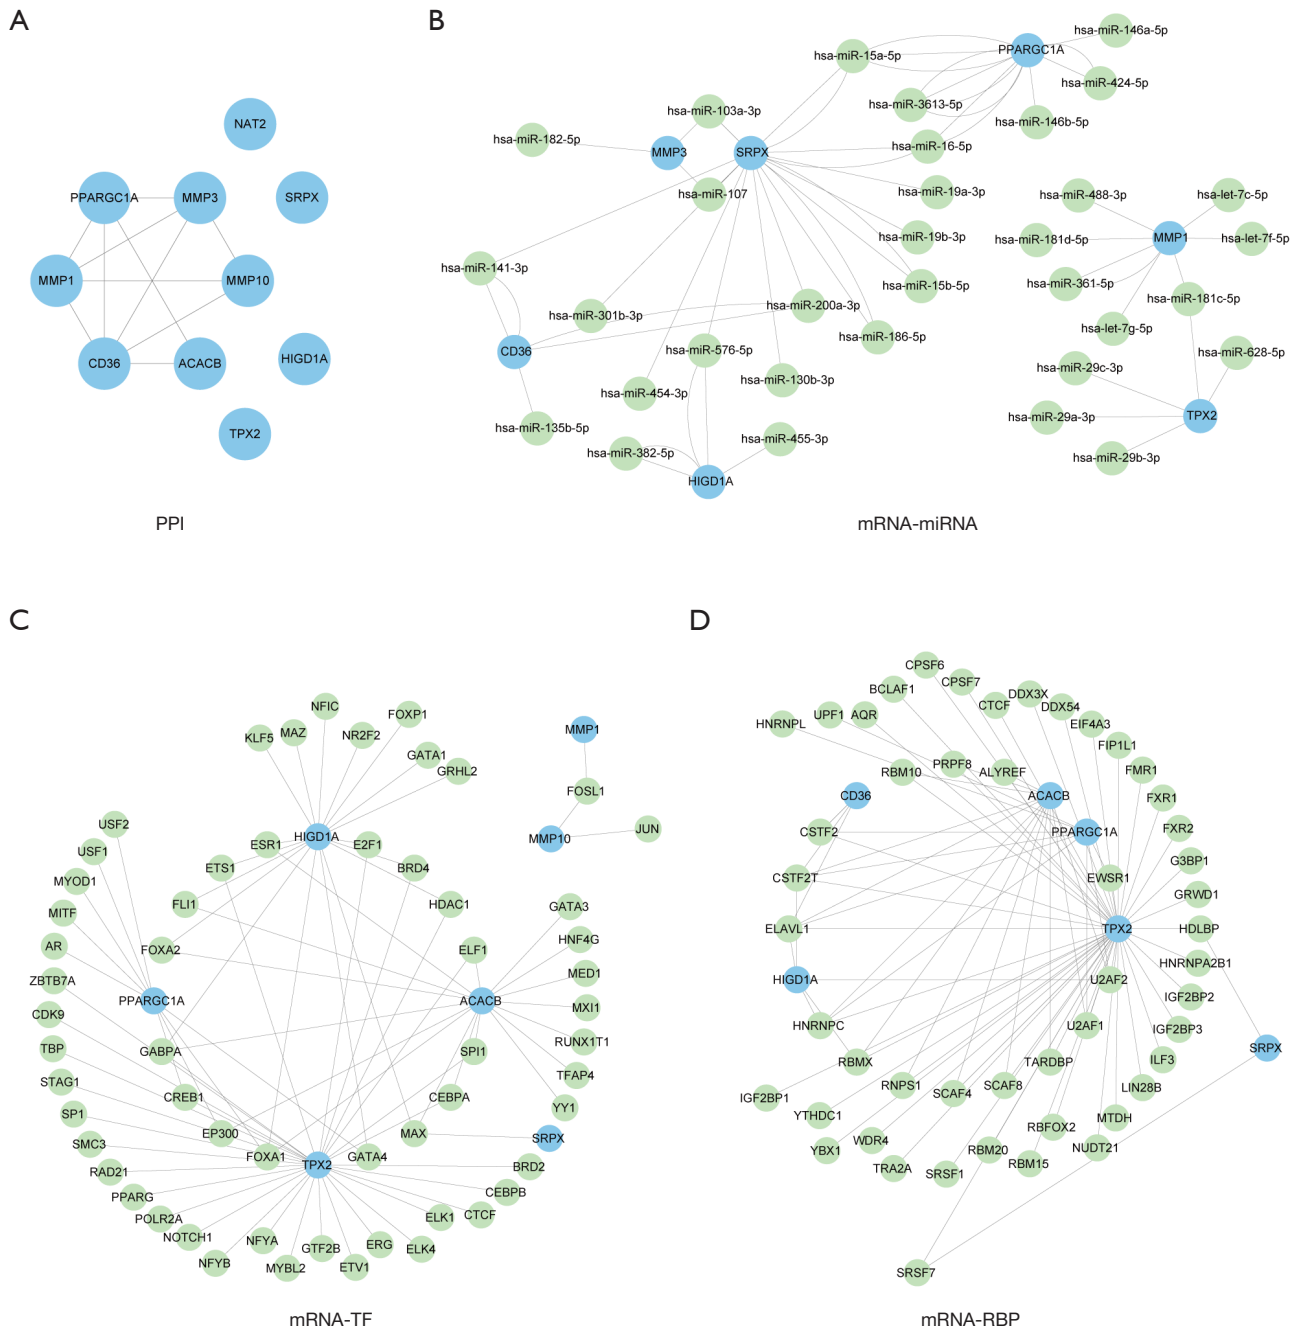 A
NAT2
PPARGC1A
MMP3
SRPX
MMP1
MMP10
CD36
ACACB
HIGD1A
TPX2
PPI
B
hsa-miR-146a-5p
PPARGC1A
hsa-miR-15a-5p
hsa-miR-424-5p
hsa-miR-3613-5p
hsa-miR-103a-3p
hsa-miR-146b-5p
hsa-miR-182-5p
hsa-miR-16-5p
MMP3
SRPX
hsa-miR-107
hsa-miR-19a-3p
hsa-miR-488-3p
hsa-let-7c-5p
hsa-miR-19b-3p
hsa-miR-181d-5p
MMP1
hsa-let-7f-5p
hsa-miR-141-3p
hsa-miR-15b-5p
hsa-miR-361-5p
hsa-miR-181c-5p
hsa-miR-200a-3p
hsa-miR-301b-3p
hsa-let-7g-5p
hsa-miR-186-5p
CD36
hsa-miR-576-5p
hsa-miR-628-5p
hsa-miR-29c-3p
hsa-miR-130b-3p
hsa-miR-454-3p
TPX2
hsa-miR-29a-3p
hsa-miR-135b-5p
hsa-miR-455-3p
hsa-miR-382-5p
hsa-miR-29b-3p
HIGD1A
mRNA-miRNA
C
NFIC
FOXP1
MAZ
KLF5
NR2F2
MMP1
GATA1
GRHL2
FOSL1
USF2
HIGD1A
JUN
ESR1
E2F1
MMP10
USF1
ETS1
BRD4
MYOD1
FLI1
HDAC1
MITF
GATA3
AR
FOXA2
ELF1
HNF4G
MED1
ZBTB7A
PPARGC1A
ACACB
MXI1
CDK9
RUNX1T1
TBP
GABPA
SPI1
TFAP4
STAG1
CREB1
CEBPA
YY1
SP1
EP300
MAX
SRPX
SMC3
FOXA1
GATA4
TPX2
BRD2
RAD21
CEBPB
PPARG
POLR2A
ELK1
CTCF
NOTCH1
NFYA
GTF2B
ERG
ELK4
NFYB
MYBL2
ETV1
mRNA-TF
D
CPSF6
CPSF7
BCLAF1
DDX3X
CTCF
DDX54
UPF1
AQR
HNRNPL
EIF4A3
FIP1L1
PRPF8
RBM10
ALYREF
FMR1
CD36
ACACB
FXR1
CSTF2
PPARGC1A
FXR2
G3BP1
CSTF2T
EWSR1
GRWD1
ELAVL1
TPX2
HDLBP
HNRNPA2B1
HIGD1A
U2AF2
IGF2BP2
HNRNPC
U2AF1
IGF2BP3
SRPX
RBMX
TARDBP
ILF3
RNPS1
SCAF8
LIN28B
SCAF4
IGF2BP1
YTHDC1
MTDH
RBFOX2
WDR4
NUDT21
YBX1
RBM20
RBM15
TRA2A
SRSF1
SRSF7
mRNA-RBP